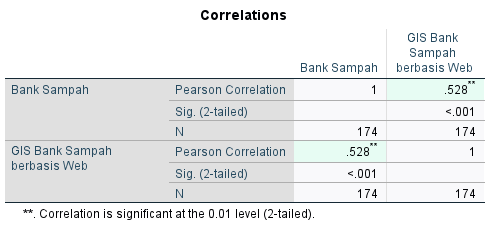 Correlations
Bank Sampah GIS Bank Sampah berbasis Web
Bank Sampah Pearson Correlation 1 .528**
Sig. (2-tailed) <.001
N 174 174
GIS Bank Sampah berbasis Web Pearson Correlation .528** 1
Sig. (2-tailed) <.001
N 174 174
**. Correlation is significant at the 0.01 level (2-tailed).